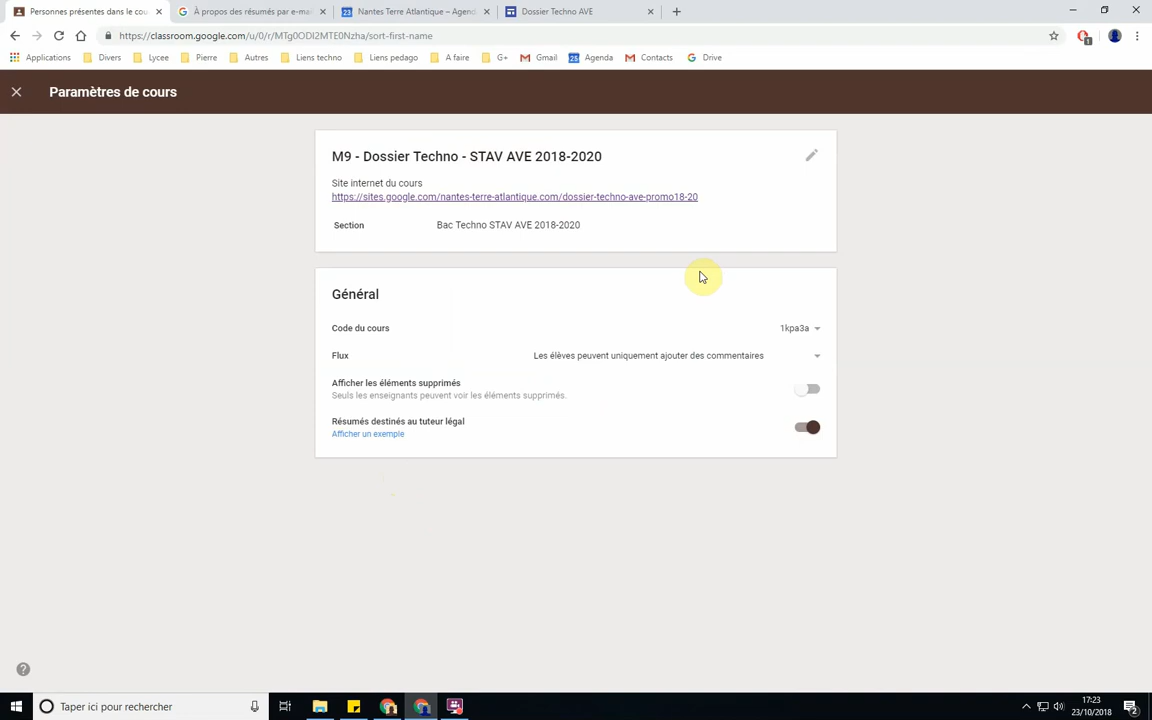 Personnes présentes dans le cou
À propos des résumés par e-mai
Nantes Terre Atlantique – Agend
Dossier Techno AVE
https://classroom.google.com/u/0/r/MTg0ODI2MTE0Nzha/sort-first-name
Applications Divers Lycee Pierre Autres Liens techno Liens pedago A faire G+ Gmail Agenda Contacts Drive
Paramètres de cours
M9 - Dossier Techno - STAV AVE 2018-2020
Site internet du cours
https://sites.google.com/nantes-terre-atlantique.com/dossier-techno-ave-promo18-20
Section Bac Techno STAV AVE 2018-2020
Général
Code du cours 1kpa3a
Flux Les élèves peuvent uniquement ajouter des commentaires
Afficher les éléments supprimés
Seuls les enseignants peuvent voir les éléments supprimés.
Résumés destinés au tuteur légal
Afficher un exemple
Taper ici pour rechercher
17:23
23/10/2018